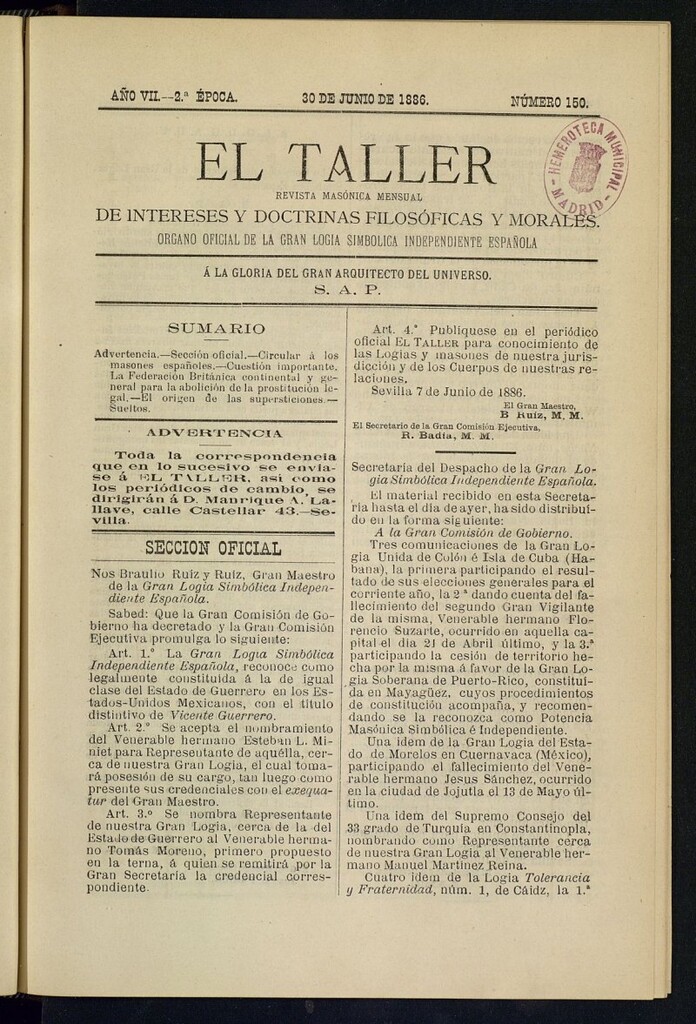 AÑO VII.--2.ª ÉPOCA. 30 DE JUNIO DE 1886. NÚMERO 150.
EL TALLER
REVISTA MASÓNICA MENSUAL
DE INTERESES Y DOCTRINAS FILOSÓFICAS Y MORALES.
ORGANO OFICIAL DE LA GRAN LOGIA SIMBOLICA INDEPENDIENTE ESPAÑOLA
HEMEROTECA MUNICIPAL
MADRID
Á LA GLORIA DEL GRAN ARQUITECTO DEL UNIVERSO.
S. A. P.
SUMARIO
Advertencia.—Sección oficial.—Circular á los
masones españoles.—Cuestión importante.
La Federación Británica continental y ge-
neral para la abolición de la prostitución le-
gal.—El origen de las supersticiones.—
Sueltos.
ADVERTENCIA
Toda la correspondencia
que en lo sucesivo se envia-
se á EL TALLER, así como
los periódicos de cambio, se
dirigirán á D. Manrique A. La-
llave, calle Castellar 43.—Se-
villa.
SECCION OFICIAL
Nos Braulio Ruiz y Ruiz, Gran Maestro
de la Gran Logia Simbólica Indepen-
diente Española.
Sabed: Que la Gran Comisión de Go-
bierno ha decretado y la Gran Comisión
Ejecutiva promulga lo siguiente:
Art. 1.º La Gran Logia Simbólica
Independiente Española, reconoce como
legalmente constituida á la de igual
clase del Estado de Guerrero en los Es-
tados-Unidos Mexicanos, con el título
distintivo de Vicente Guerrero.
Art. 2.º Se acepta el nombramiento
del Venerable hermano Esteban L. Mi-
niet para Representante de aquélla, cer-
ca de nuestra Gran Logia, el cual toma-
rá posesión de su cargo, tan luego como
presente sus credenciales con el exequa-
tur del Gran Maestro.
Art. 3.º Se nombra Representante
de nuestra Gran Logia, cerca de la del
Estado de Guerrero al Venerable herma-
no Tomás Moreno, primero propuesto
en la terna, á quien se remitirá por la
Gran Secretaría la credencial corres-
pondiente.
Art. 4.º Publiquese en el periódico
oficial EL TALLER para conocimiento de
las Logias y masones de nuestra juris-
dicción y de los Cuerpos de nuestras re-
laciones.
Sevilla 7 de Junio de 1886.
El Gran Maestro,
B Ruiz, M. M.
El Secretario de la Gran Comisión Ejecutiva,
R. Badía, M. M.
Secretaría del Despacho de la Gran Lo-
gia Simbólica Independiente Española.
El material recibido en esta Secreta-
ría hasta el día de ayer, ha sido distribuí-
do en la forma siguiente:
A la Gran Comisión de Gobierno.
Tres comunicaciones de la Gran Lo-
gia Unida de Colón é Isla de Cuba (Ha-
bana), la primera participando el resul-
tado de sus elecciones generales para el
corriente año, la 2.ª dando cuenta del fa-
llecimiento del segundo Gran Vigilante
de la misma, Venerable hermano Flo-
rencio Suzarte, ocurrido en aquella ca-
pital el día 21 de Abril último, y la 3.ª
participando la cesión de territorio he-
cha por la misma á favor de la Gran Lo-
gia Soberana de Puerto-Rico, constituí-
da en Mayagüez, cuyos procedimientos
de constitución acompaña, y recomen-
dando se la reconozca como Potencia
Masónica Simbólica é Independiente.
Una idem de la Gran Logia del Esta-
do de Morelos en Cuernavaca (México),
participando el fallecimiento del Vene-
rable hermano Jesus Sánchez, ocurrido
en la ciudad de Jojutla el 13 de Mayo úl-
timo.
Una idem del Supremo Consejo del
33 grado de Turquía en Constantinopla,
nombrando como Representante cerca
de nuestra Gran Logia al Venerable her-
mano Manuel Martinez Reina.
Cuatro idem de la Logia Tolerancia
y Fraternidad, núm. 1, de Cáidz, la 1.ª